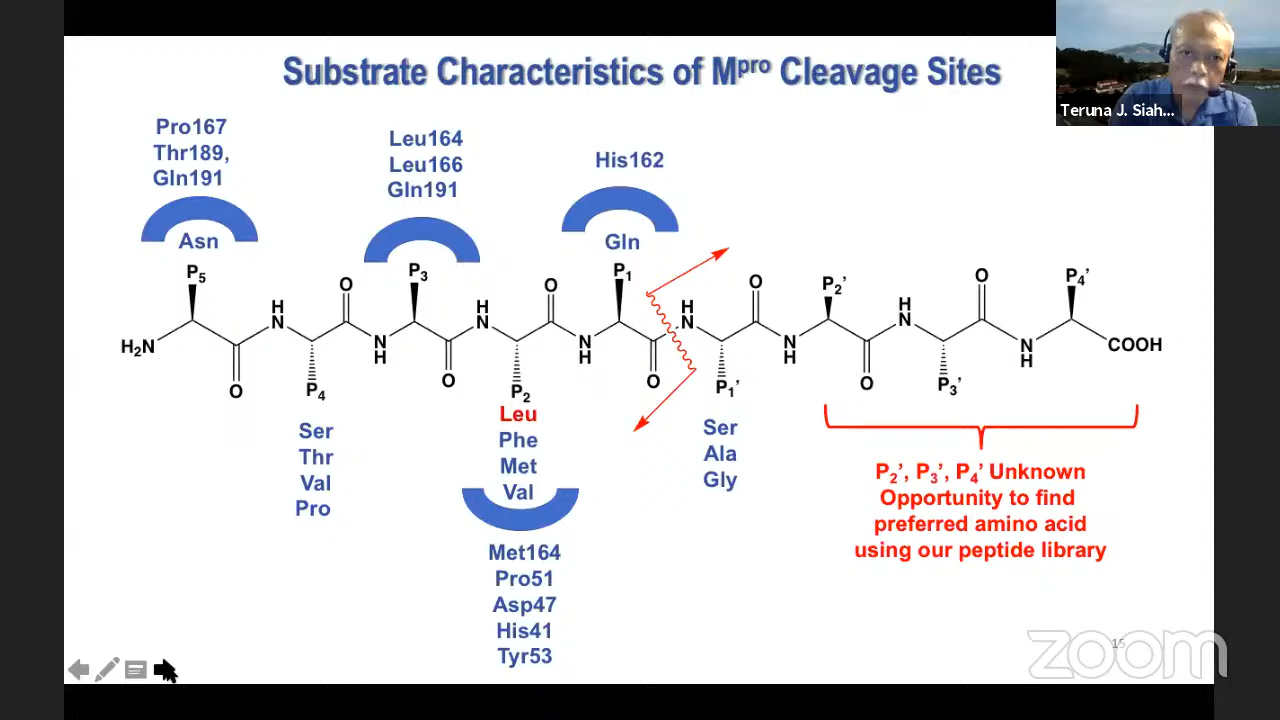 Substrate Characteristics of Mpro Cleavage Sites
Teruna J. Siah...
Pro167
Thr189,
Gln191
Leu164
Leu166
Gln191
His162
Asn
Gln
P5
P3
P1
P2’
P4’
O
O
O
O
H
N
H
N
H
N
H
N
H2N
N
H
N
H
N
H
N
H
COOH
O
O
O
O
P4
P2
P1’
P3’
Ser
Thr
Val
Pro
Leu
Phe
Met
Val
Ser
Ala
Gly
P2’, P3’, P4’ Unknown
Opportunity to find
preferred amino acid
using our peptide library
Met164
Pro51
Asp47
His41
Tyr53
15
zoom